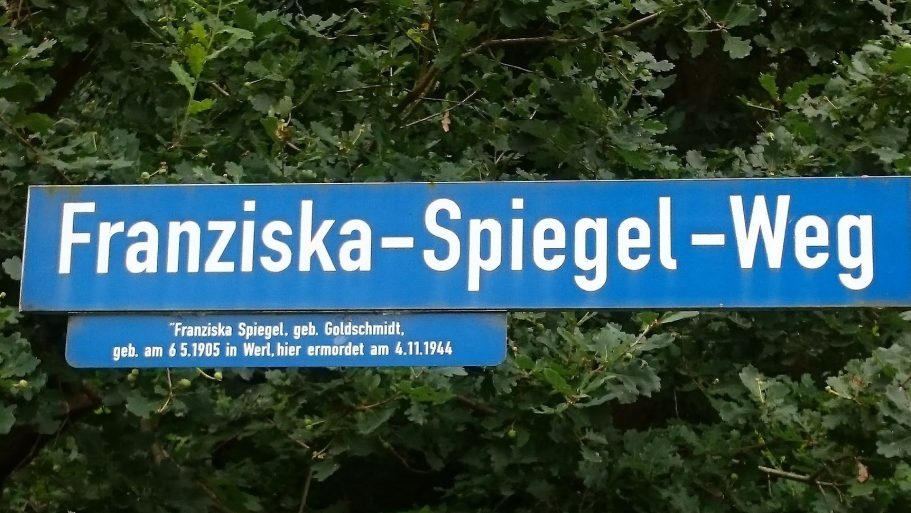 Franziska-Spiegel-Weg
"Franziska Spiegel, geb. Goldschmidt,
geb. am 6 5.1905 in Werl, hier ermordet am 4.11.1944